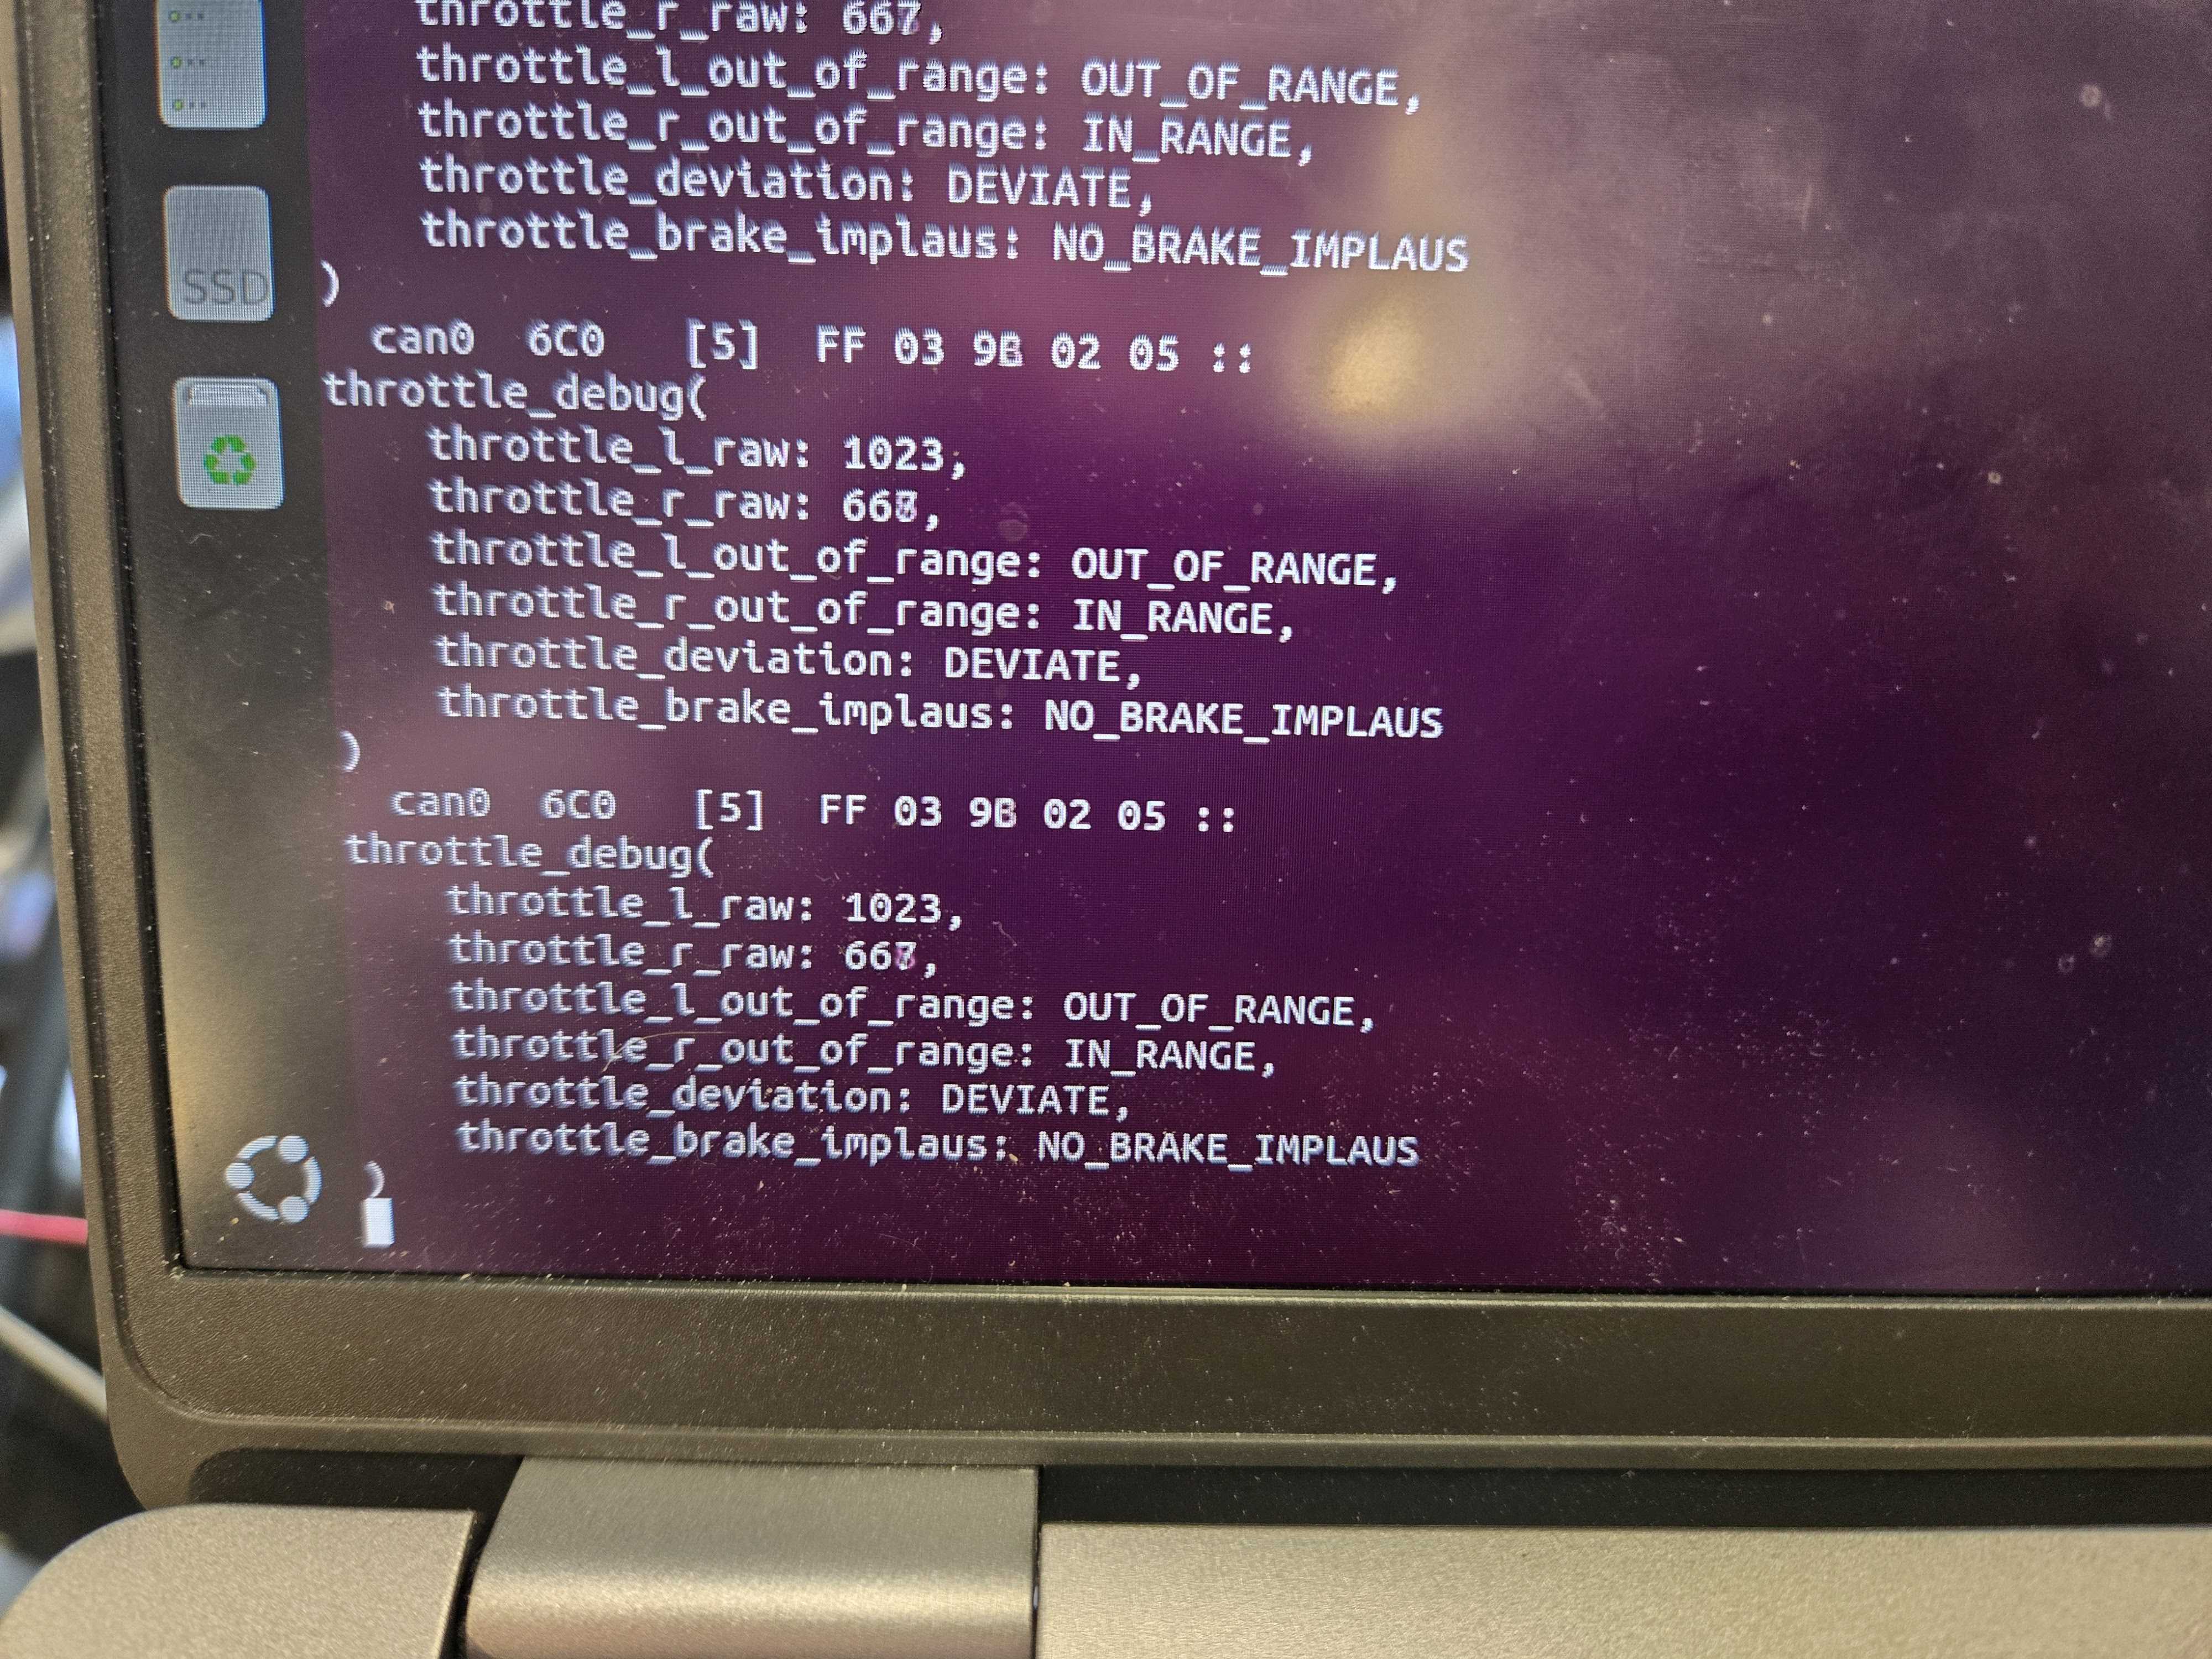 throttle_r_raw: 667,
throttle_l_out_of_range: OUT_OF_RANGE,
throttle_r_out_of_range: IN_RANGE,
throttle_deviation: DEVIATE,
throttle_brake_implaus: NO_BRAKE_IMPLAUS
)
can0 6C0 [5] FF 03 9B 02 05 ::
throttle_debug(
throttle_l_raw: 1023,
throttle_r_raw: 667,
throttle_l_out_of_range: OUT_OF_RANGE,
throttle_r_out_of_range: IN_RANGE,
throttle_deviation: DEVIATE,
throttle_brake_implaus: NO_BRAKE_IMPLAUS
)
can0 6C0 [5] FF 03 9B 02 05 ::
throttle_debug(
throttle_l_raw: 1023,
throttle_r_raw: 667,
throttle_l_out_of_range: OUT_OF_RANGE,
throttle_r_out_of_range: IN_RANGE,
throttle_deviation: DEVIATE,
throttle_brake_implaus: NO_BRAKE_IMPLAUS
)
SSD